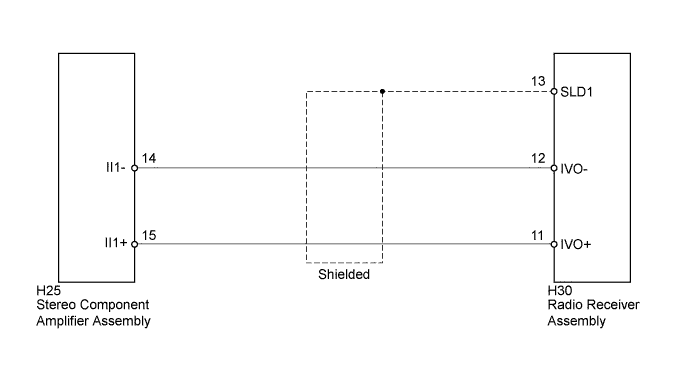 13
SLD1
II1-
14
12
IVO-
II1+
15
11
IVO+
Shielded
H25
Stereo Component
Amplifier Assembly
H30
Radio Receiver
Assembly